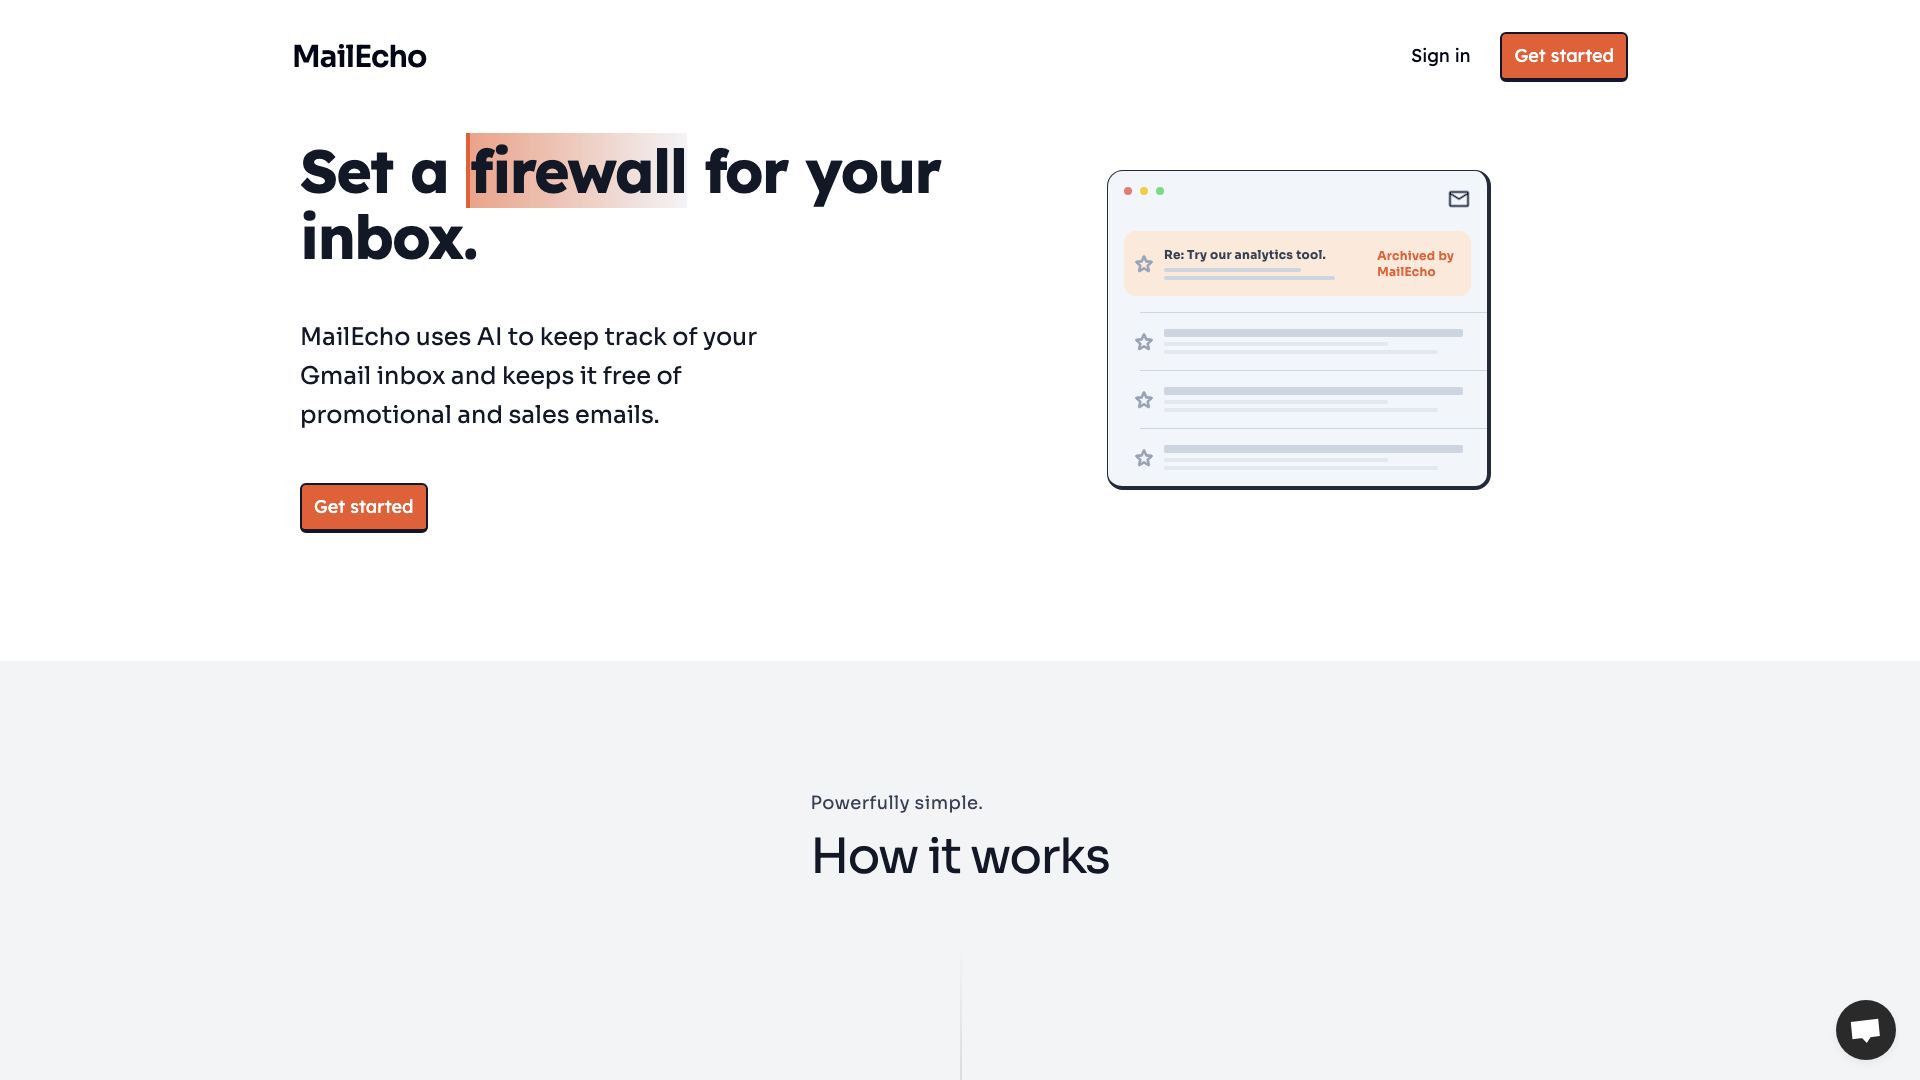 MailEcho
Sign in
Get started
Set a firewall for your
inbox.
MailEcho uses AI to keep track of your
Gmail inbox and keeps it free of
promotional and sales emails.
Get started
Re: Try our analytics tool.
Archived by
MailEcho
Powerfully simple.
How it works